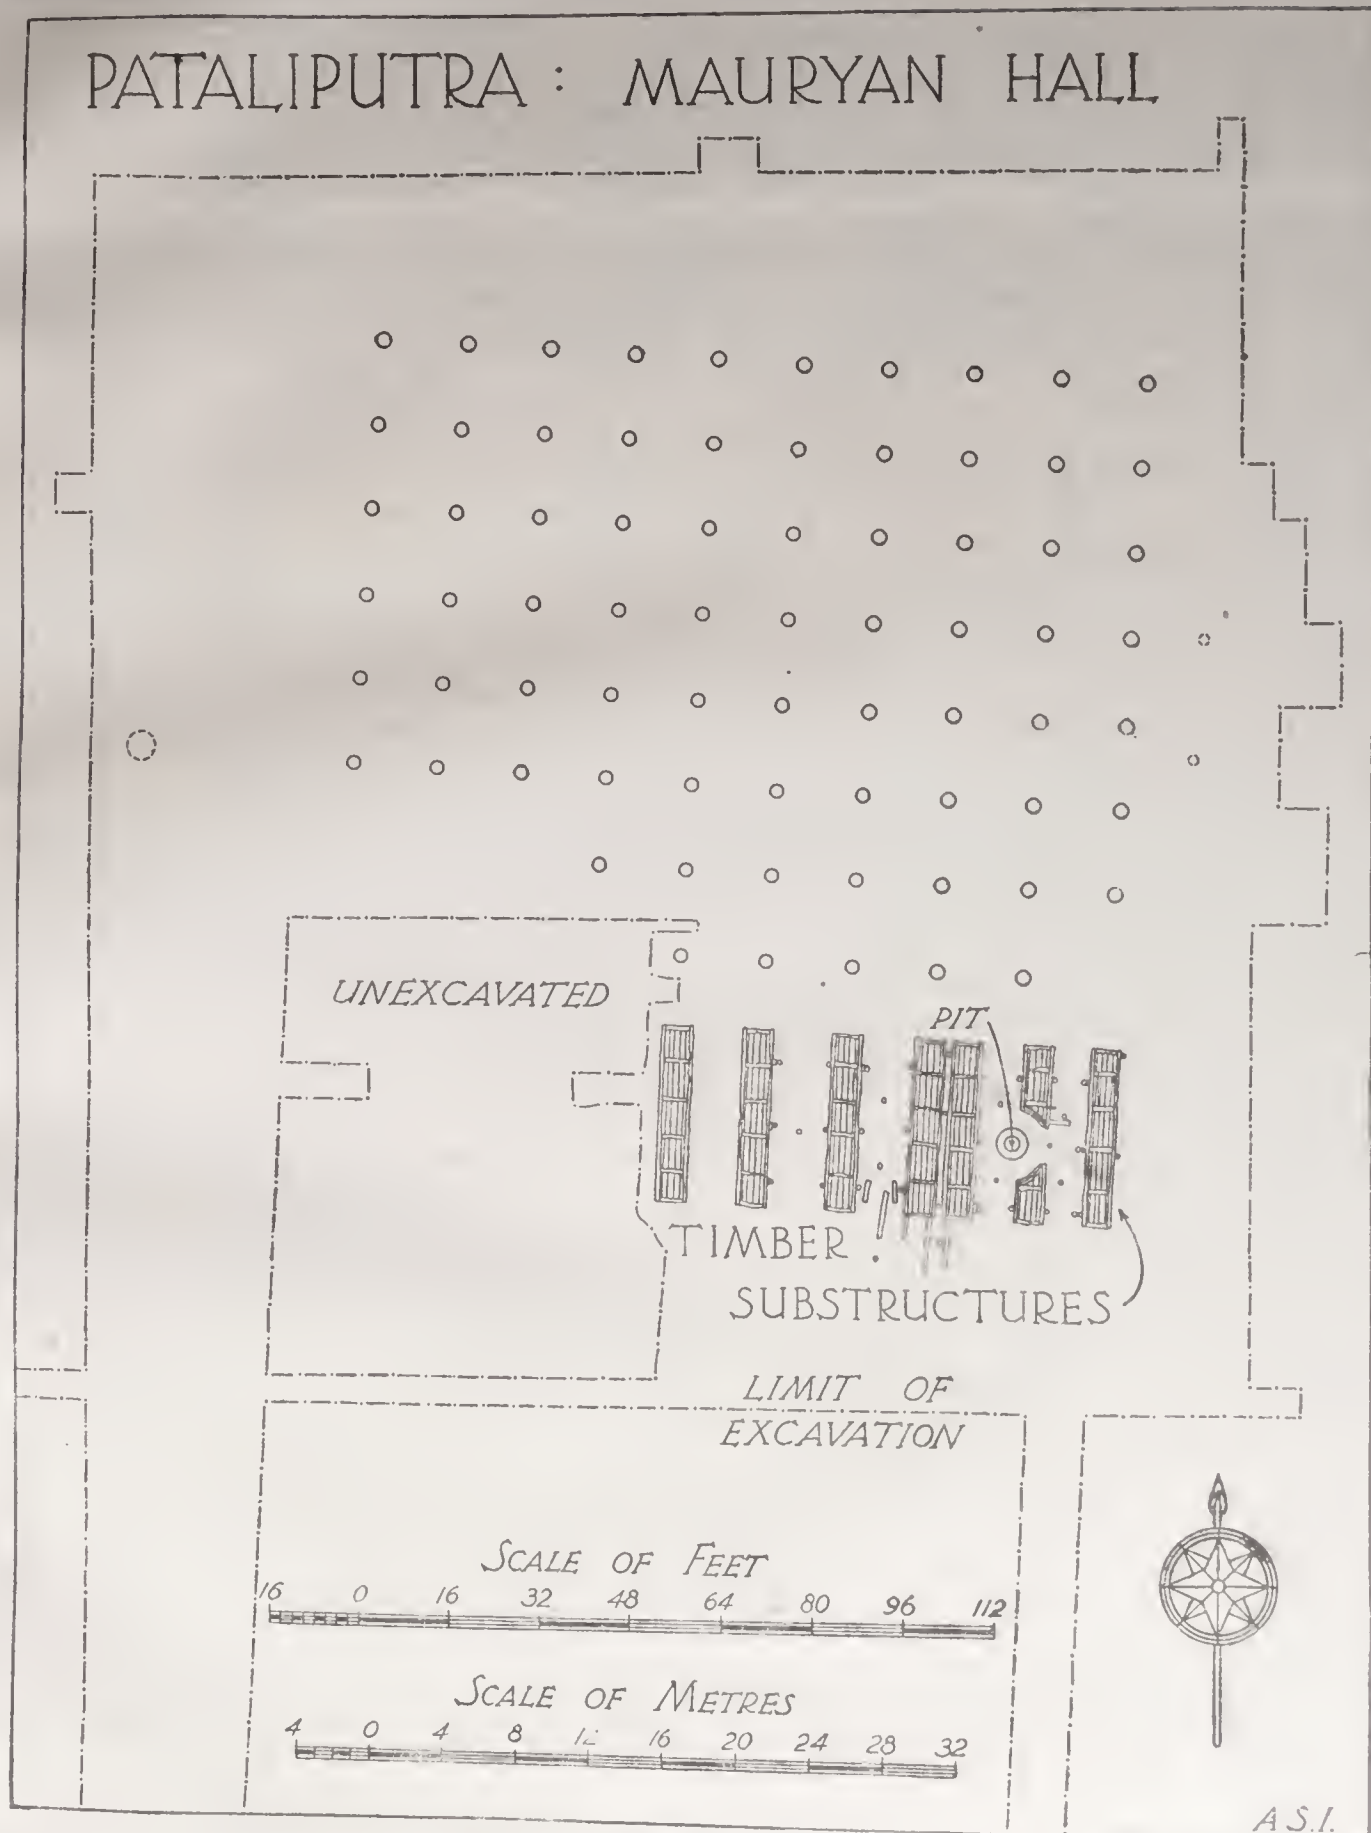 PATALIPUTRA : MAURYAN HALL
UNEXCAVATED
PIT
TIMBER
SUBSTRUCTURES
LIMIT OF
EXCAVATION
SCALE OF FEET
16 0 16 32 48 64 80 96 112
SCALE OF METRES
4 0 4 8 12 16 20 24 28 32
A.S.I.